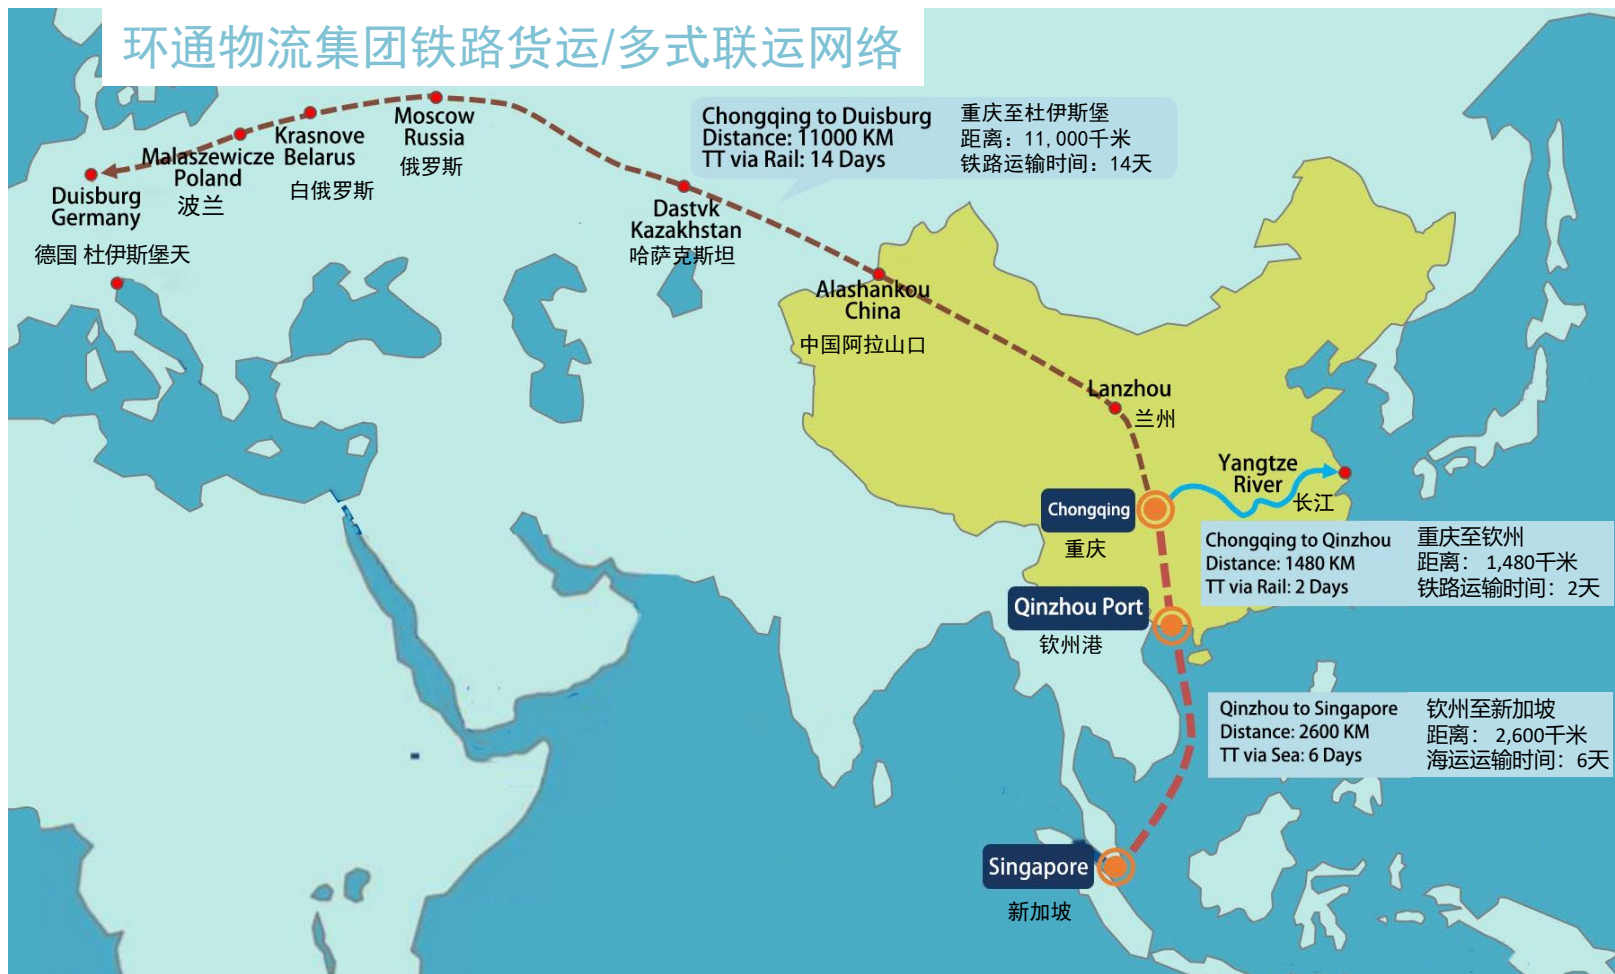 环通物流集团铁路货运/多式联运网络
Chongqing to Duisburg
Distance: 11000 KM
TT via Rail: 14 Days
重庆至杜伊斯堡
距离：11,000千米
铁路运输时间：14天
Moscow
Russia
俄罗斯
Krasnove
Belarus
白俄罗斯
Malaszewicze
Poland
波兰
Duisburg
Germany
德国 杜伊斯堡天
Dastvk
Kazakhstan
哈萨克斯坦
Alashankou
China
中国阿拉山口
Lanzhou
兰州
Yangtze
River
长江
Chongqing
重庆
Chongqing to Qinzhou
Distance: 1480 KM
TT via Rail: 2 Days
重庆至钦州
距离： 1,480千米
铁路运输时间：2天
Qinzhou Port
钦州港
Qinzhou to Singapore
Distance: 2600 KM
TT via Sea: 6 Days
钦州至新加坡
距离： 2,600千米
海运运输时间：6天
Singapore
新加坡